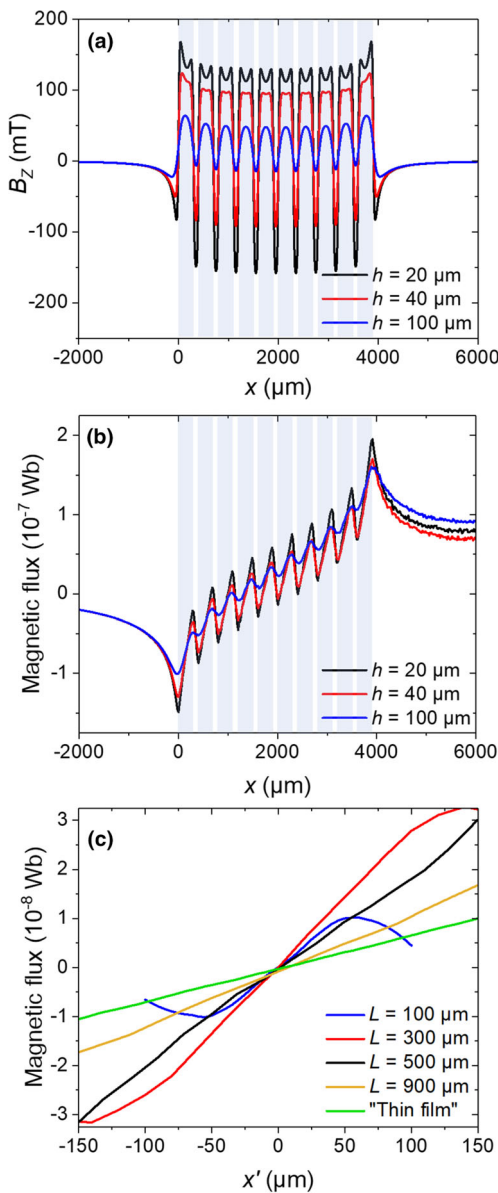 (a)
200
100
0
-100
-200
B_Z (mT)
h = 20 µm
h = 40 µm
h = 100 µm
-2000 0 2000 4000 6000
x (µm)
(b)
2
1
0
-1
Magnetic flux (10⁻⁷ Wb)
h = 20 µm
h = 40 µm
h = 100 µm
-2000 0 2000 4000 6000
x (µm)
(c)
3
2
1
0
-1
-2
-3
Magnetic flux (10⁻⁸ Wb)
L = 100 µm
L = 300 µm
L = 500 µm
L = 900 µm
"Thin film"
-150 -100 -50 0 50 100 150
x' (µm)